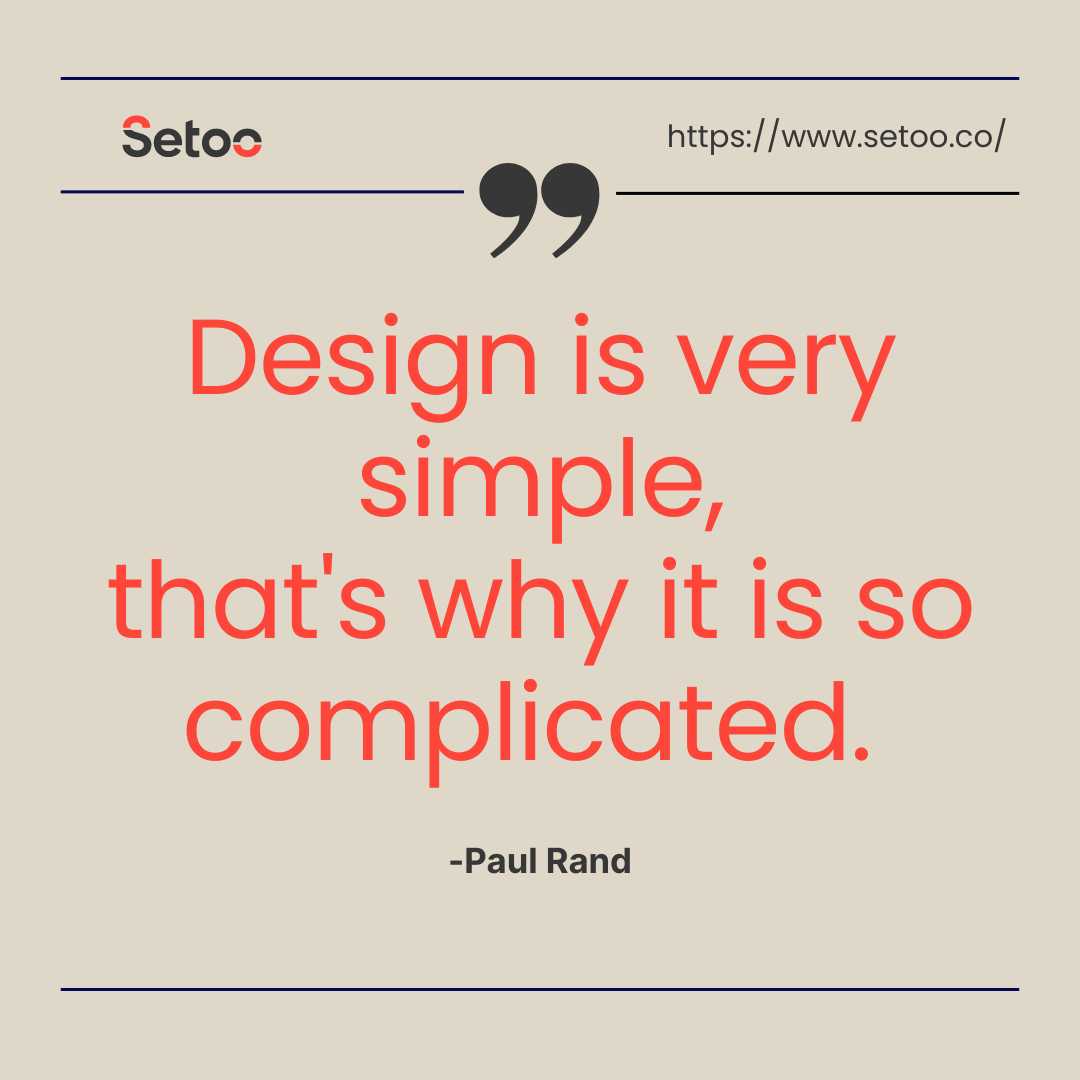 Setoo
https://www.setoo.co/
”
Design is very
simple,
that's why it is so
complicated.
-Paul Rand